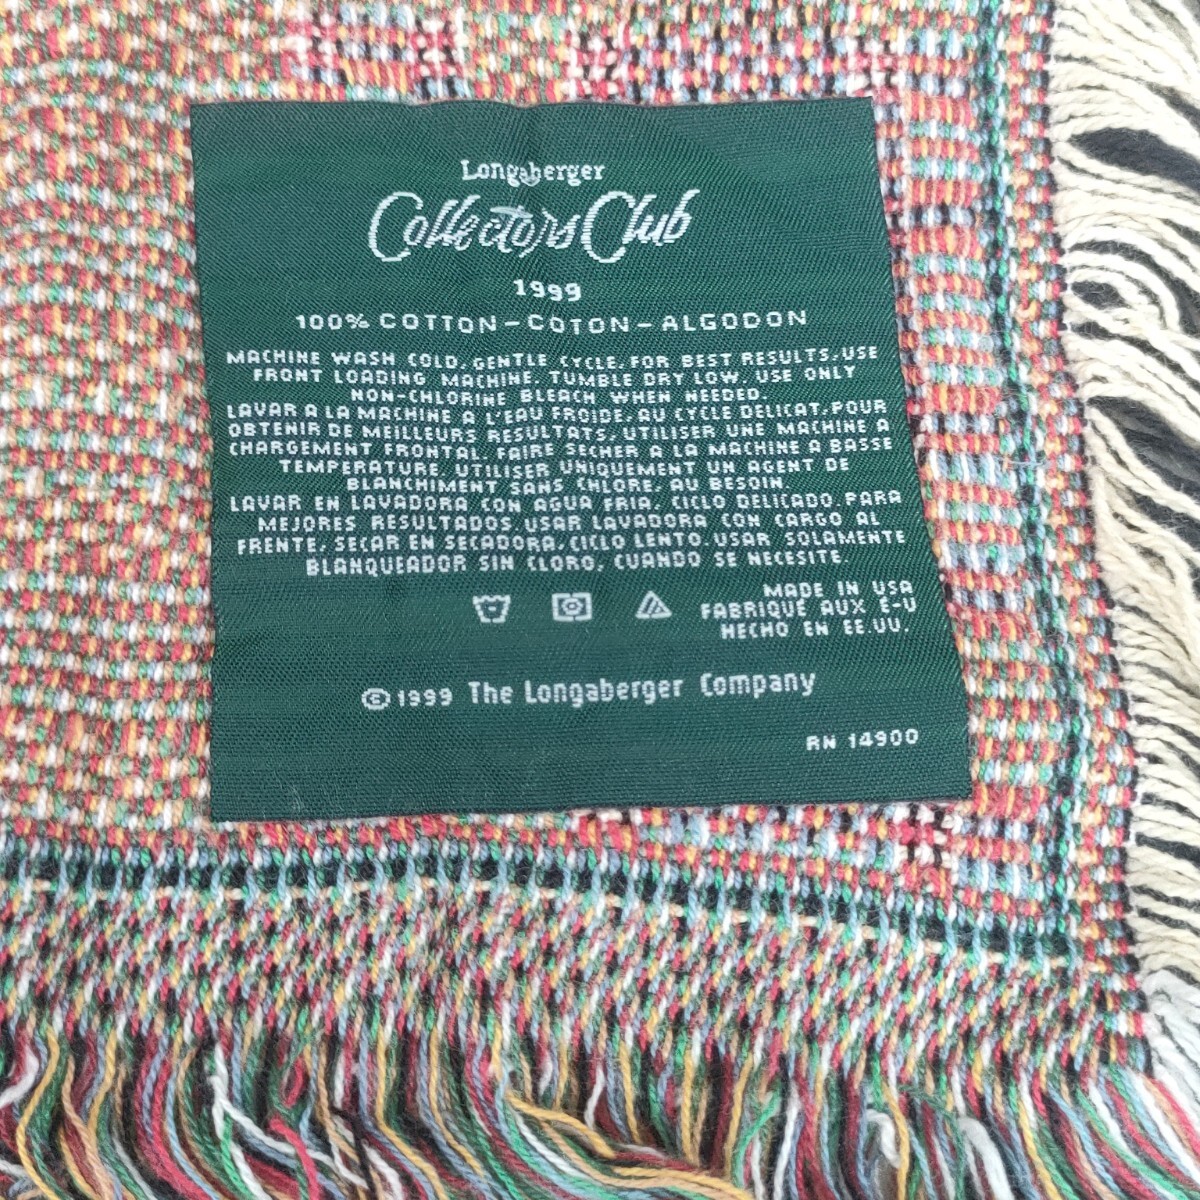 Longaberger
Collectors Club
1999
100% COTTON-COTON-ALGODON
MACHINE WASH COLD, GENTLE CYCLE. FOR BEST RESULTS, USE
FRONT LOADING MACHINE. TUMBLE DRY LOW. USE ONLY
NON-CHLORINE BLEACH WHEN NEEDED.
LAVAR A LA MACHINE A L'EAU FROIDE, AU CYCLE DELICAT. POUR
OBTENIR DE MEILLEURS RESULTATS, UTILISER UNE MACHINE A
CHARGEMENT FRONTAL. FAIRE SECHER A LA MACHINE A BASSE
TEMPERATURE. UTILISER UNIQUEMENT UN AGENT DE
BLANCHIMENT SANS CHLORE, AU BESOIN.
LAVAR EN LAVADORA CON AGUA FRIA, CICLO DELICADO. PARA
MEJORES RESULTADOS USAR LAVADORA CON CARGO AL
FRENTE, SECAR EN SECADORA, CICLO LENTO. USAR SOLAMENTE
BLANQUEADOR SIN CLORO, CUANDO SE NECESITE.
MADE IN USA
FABRIQUÉ AUX E-U
HECHO EN EE.UU.
© 1999 The Longaberger Company
RN 14900